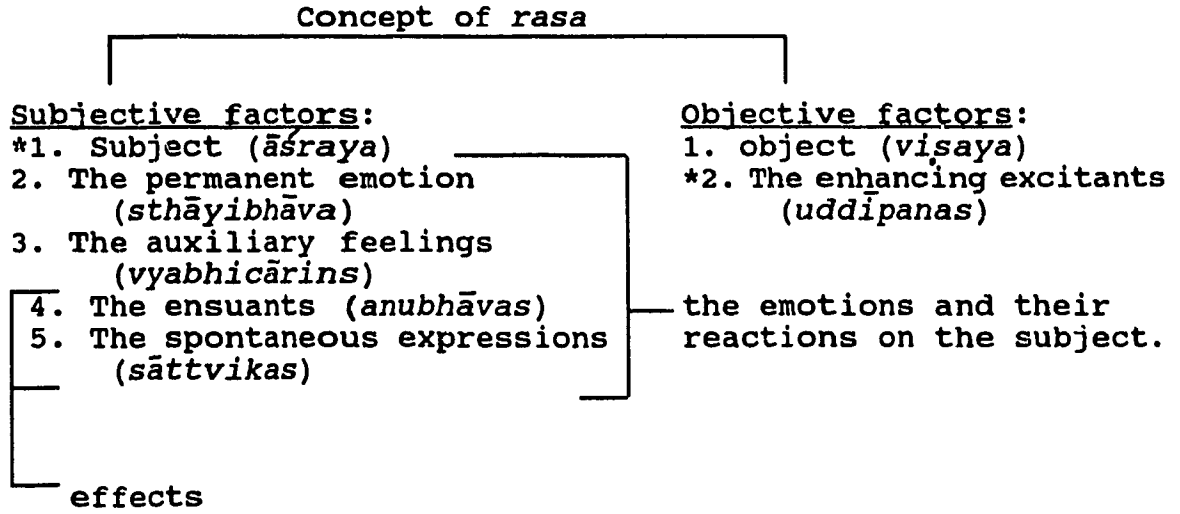 Concept of rasa
Subjective factors:
*1. Subject (āśraya)
2. The permanent emotion
(sthāyibhāva)
3. The auxiliary feelings
(vyabhicārins)
4. The ensuants (anubhāvas)
5. The spontaneous expressions
(sāttvikas)
effects
Objective factors:
1. object (viṣaya)
*2. The enhancing excitants
(uddīpanas)
the emotions and their
reactions on the subject.